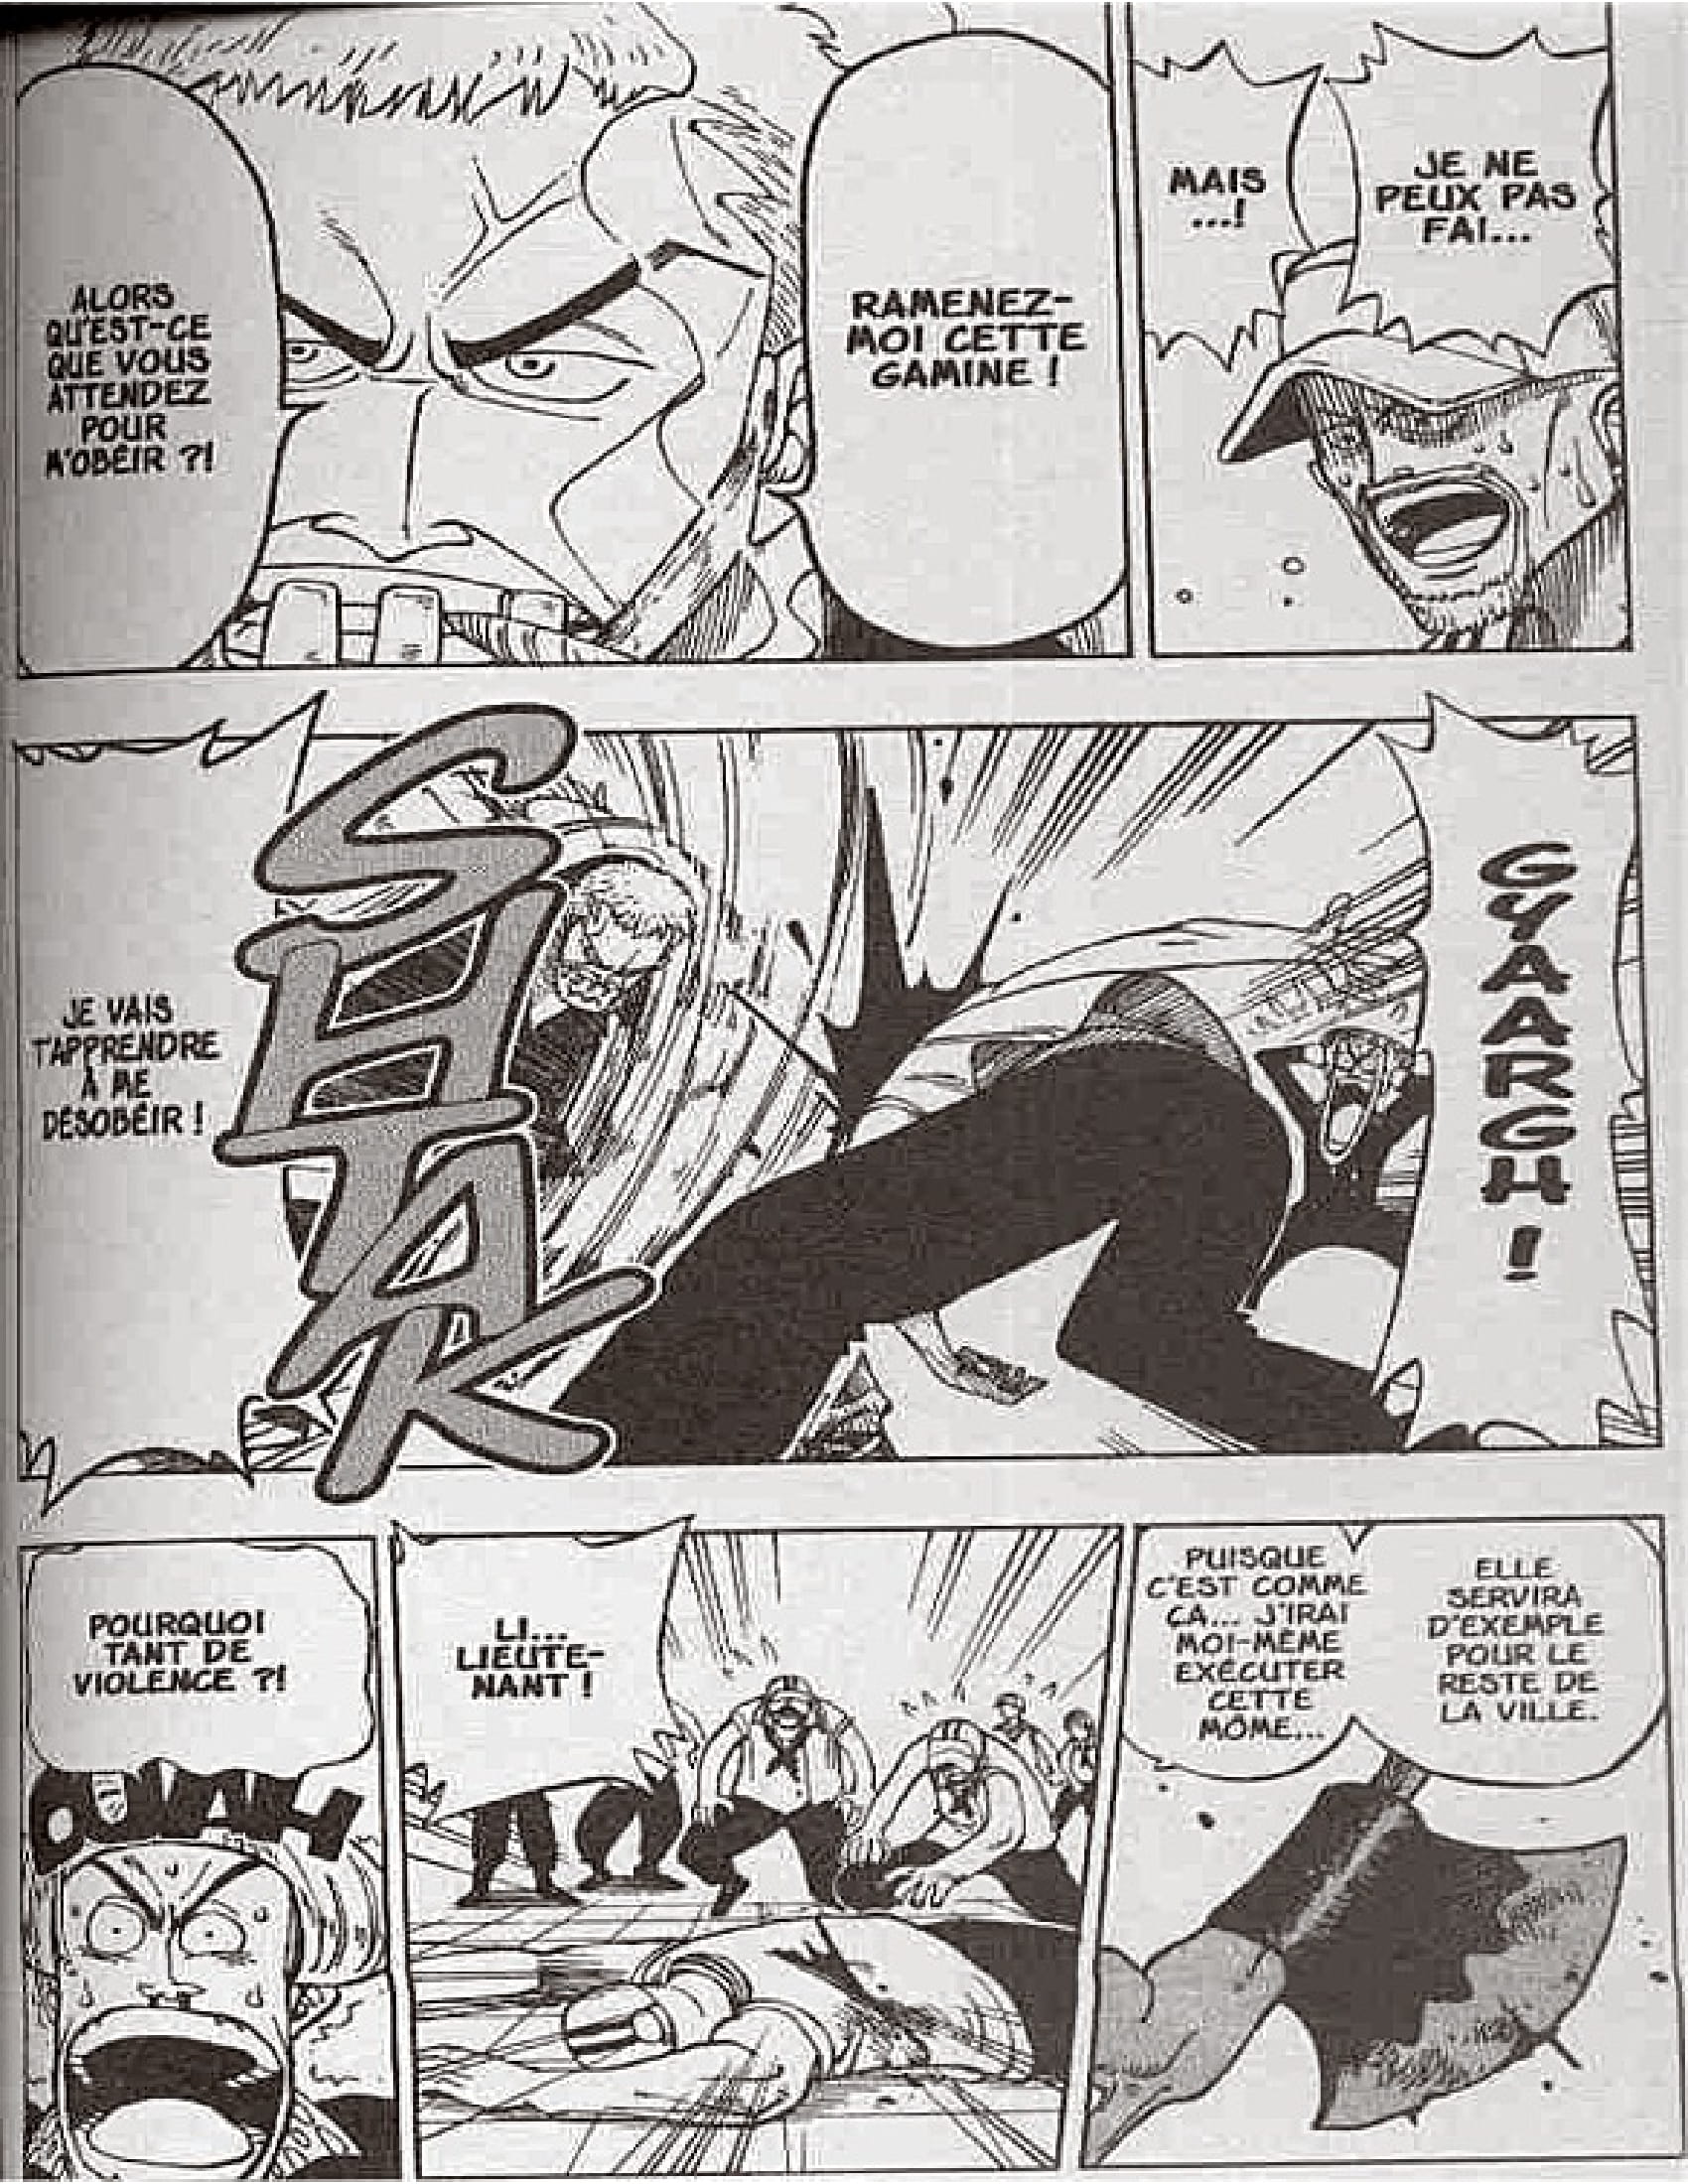 JE NE
PEUX PAS
FAI...
MAIS
...!
RAMENEZ-
MOI CETTE
GAMINE !
ALORS
QU'EST-CE
QUE VOUS
ATTENDEZ
POUR
M'OBÉIR ?!
GYAARGH !
SHTAK
JE VAIS
T'APPRENDRE
À ME
DÉSOBÉIR !
ELLE
SERVIRA
D'EXEMPLE
POUR LE
RESTE DE
LA VILLE.
PUISQUE
C'EST COMME
ÇA... J'IRAI
MOI-MÊME
EXÉCUTER
CETTE
MÔME...
LI...
LIEUTE-
NANT !
POURQUOI
TANT DE
VIOLENCE ?!
OUAH